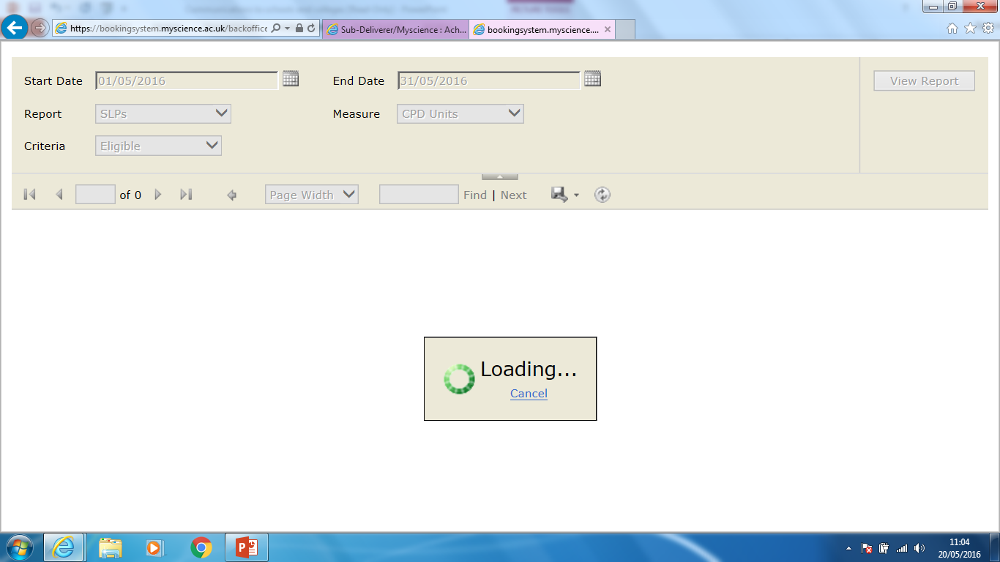 https://bookingsystem.myscience.ac.uk/backoffice
Sub-Deliverer/Myscience : Ach...
bookingsystem.myscience....
Start Date 01/05/2016 End Date 31/05/2016 View Report
Report SLPs Measure CPD Units
Criteria Eligible
of 0 Page Width Find | Next
Loading...
Cancel
11:04
20/05/2016